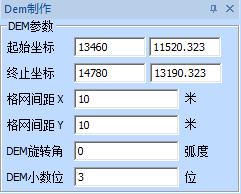 Dem制作
DEM参数
起始坐标 13460 11520.323
终止坐标 14780 13190.323
格网间距X 10 米
格网间距Y 10 米
DEM旋转角 0 弧度
DEM小数位 3 位